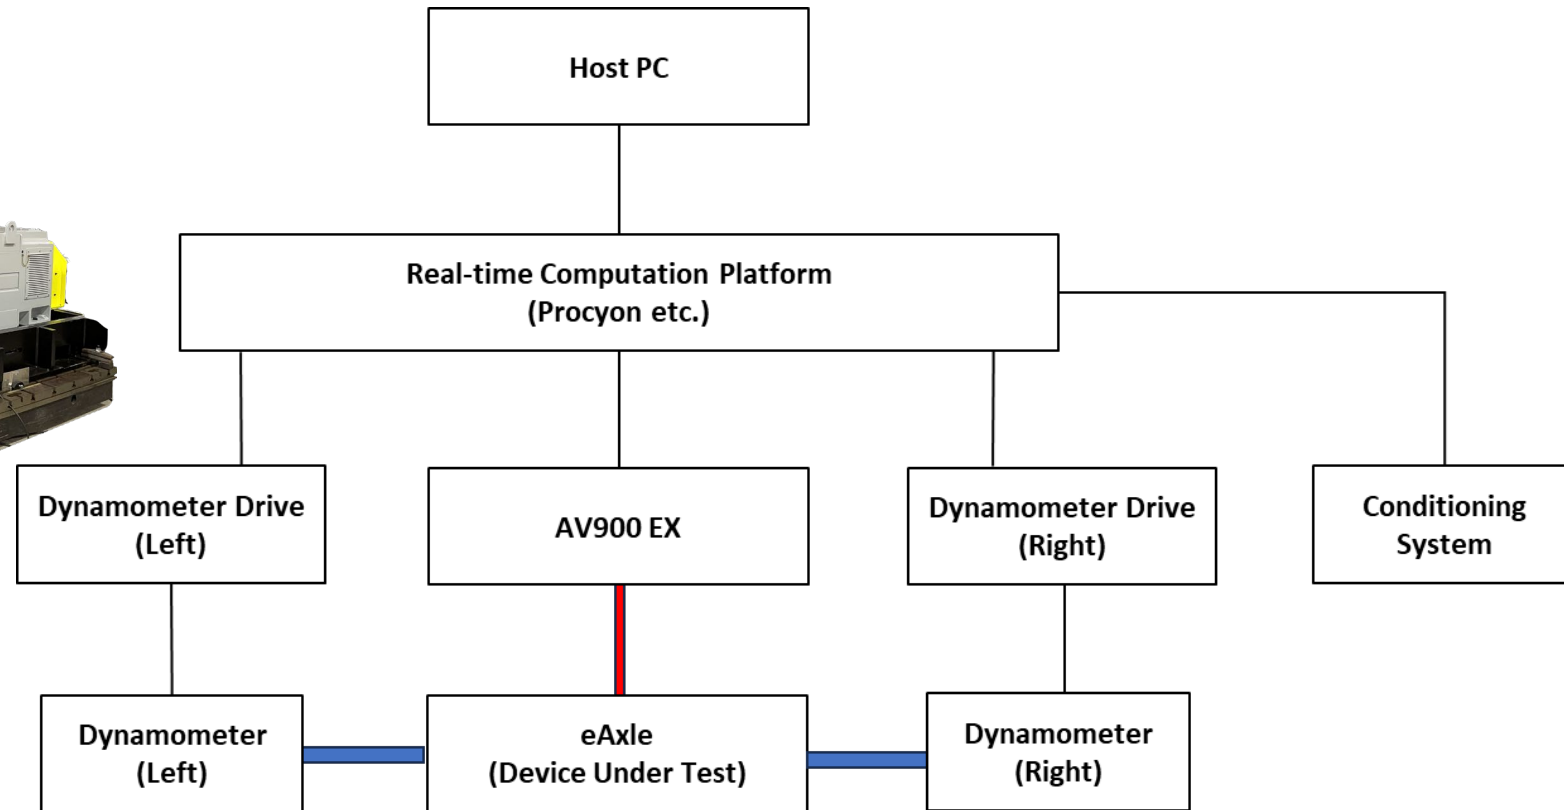 Host PC
Real-time Computation Platform
(Procyon etc.)
Dynamometer Drive
(Left)
AV900 EX
Dynamometer Drive
(Right)
Conditioning
System
Dynamometer
(Left)
eAxle
(Device Under Test)
Dynamometer
(Right)